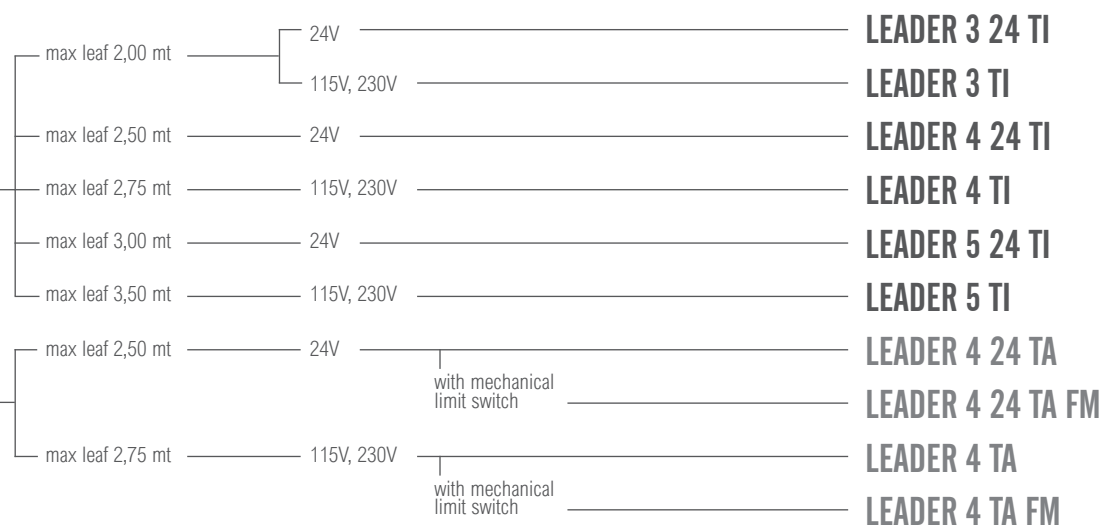 max leaf 2,00 mt
24V
LEADER 3 24 TI
115V, 230V
LEADER 3 TI
max leaf 2,50 mt
24V
LEADER 4 24 TI
max leaf 2,75 mt
115V, 230V
LEADER 4 TI
max leaf 3,00 mt
24V
LEADER 5 24 TI
max leaf 3,50 mt
115V, 230V
LEADER 5 TI
max leaf 2,50 mt
24V
LEADER 4 24 TA
with mechanical
limit switch
LEADER 4 24 TA FM
max leaf 2,75 mt
115V, 230V
LEADER 4 TA
with mechanical
limit switch
LEADER 4 TA FM